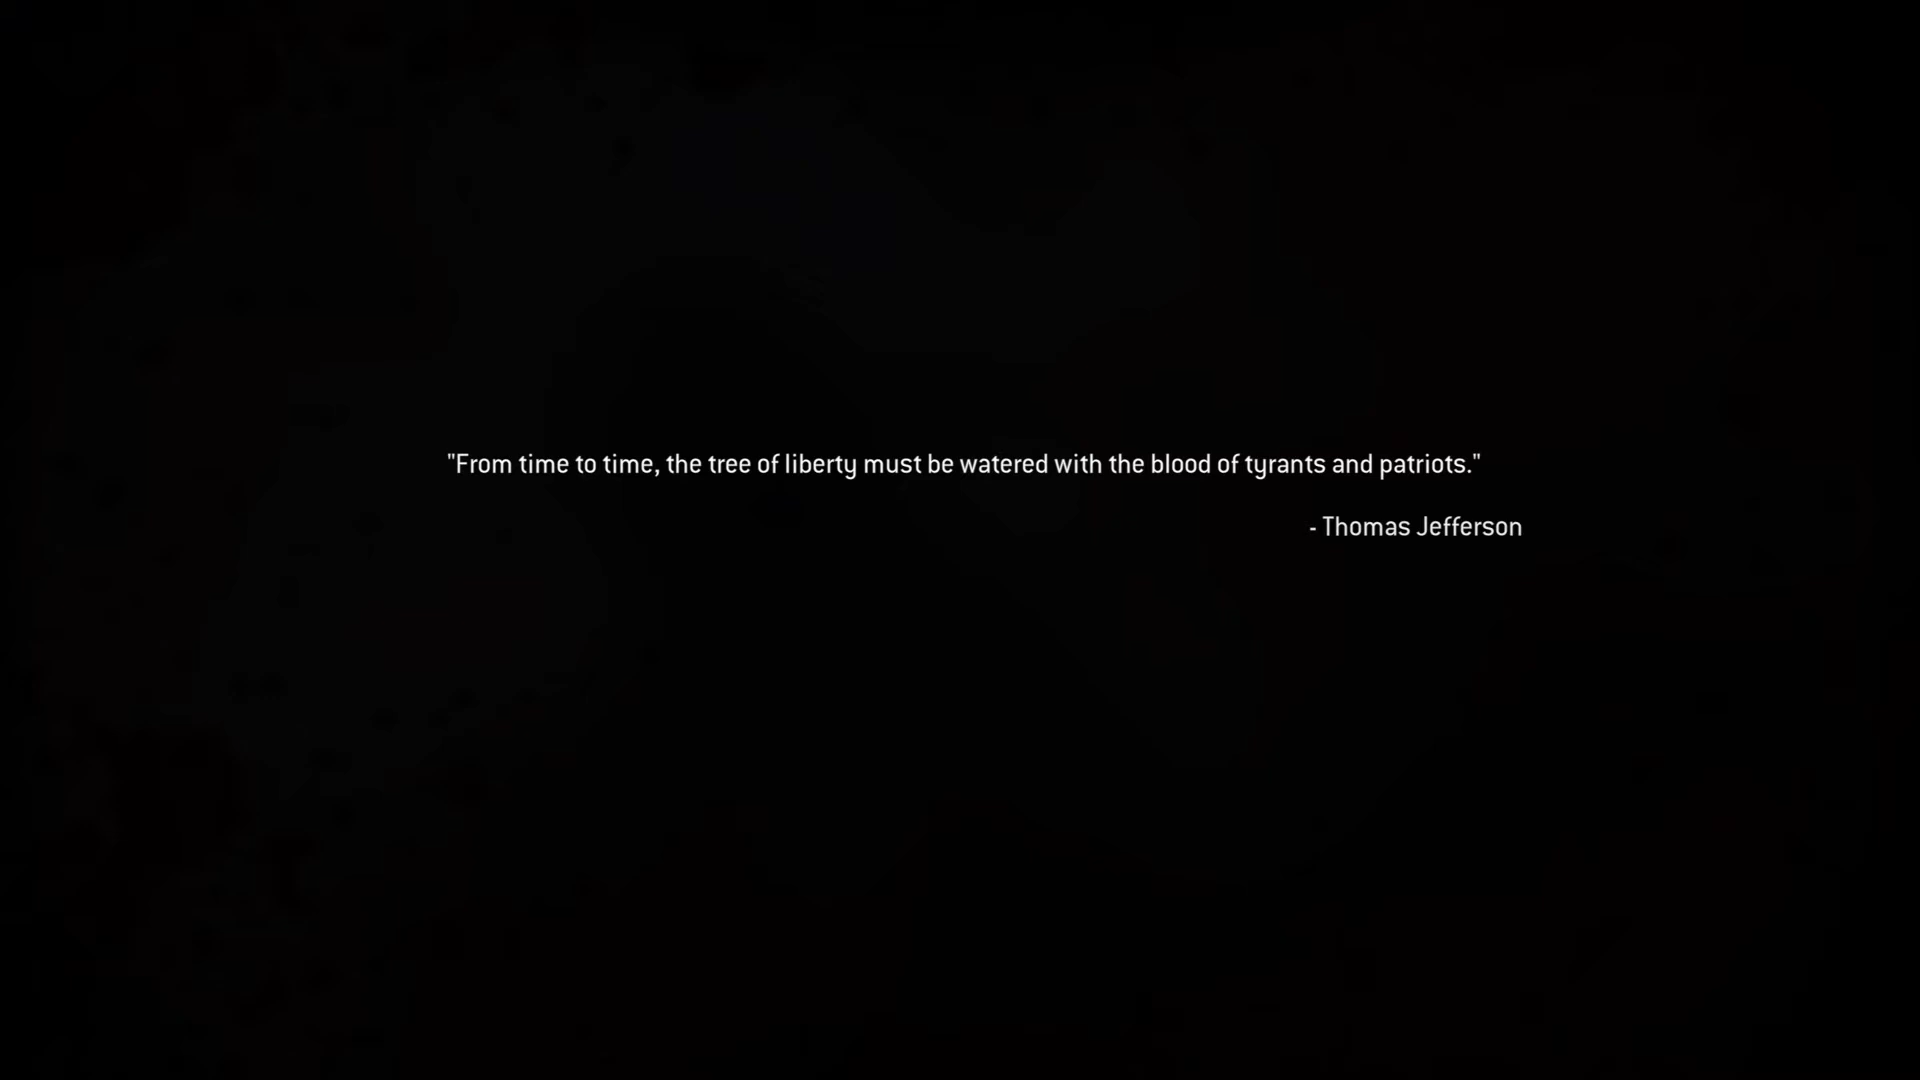 "From time to time, the tree of liberty must be watered with the blood of tyrants and patriots."
- Thomas Jefferson